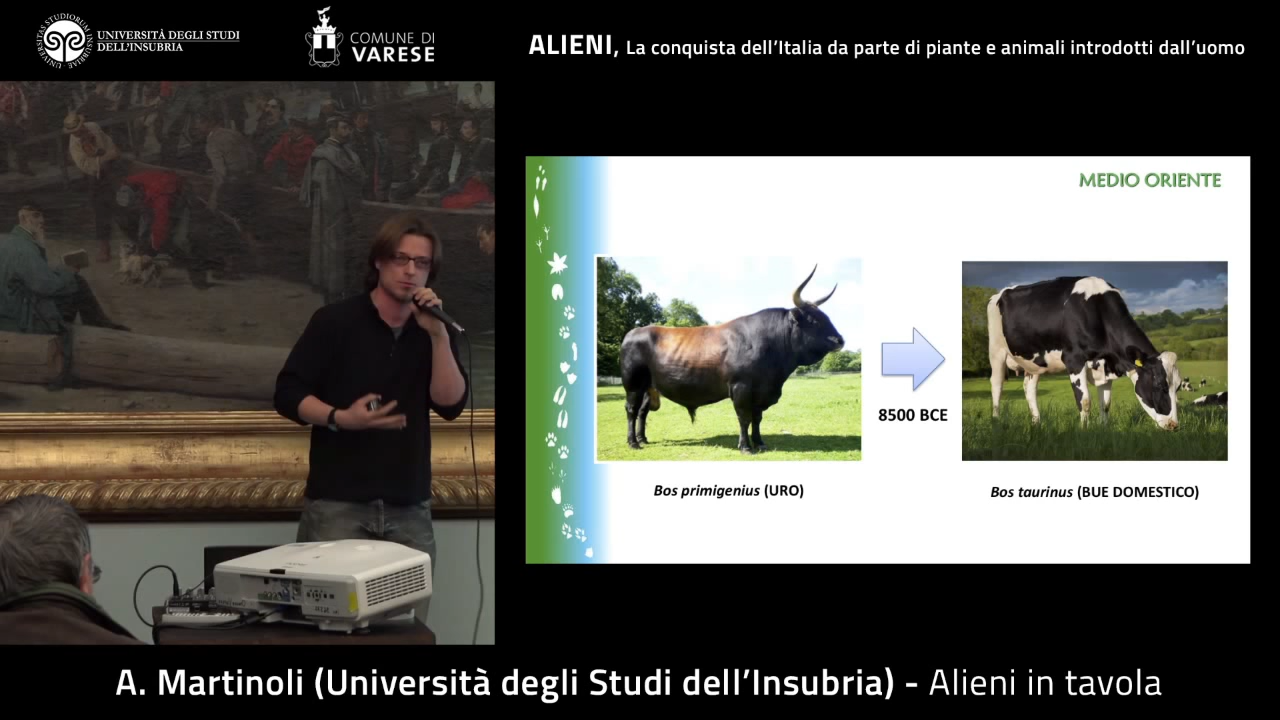 UNIVERSITÀ DEGLI STUDI
DELL'INSUBRIA
COMUNE DI
VARESE
ALIENI, La conquista dell'Italia da parte di piante e animali introdotti dall'uomo
MEDIO ORIENTE
8500 BCE
Bos primigenius (URO)
Bos taurinus (BUE DOMESTICO)
A. Martinoli (Università degli Studi dell'Insubria) - Alieni in tavola